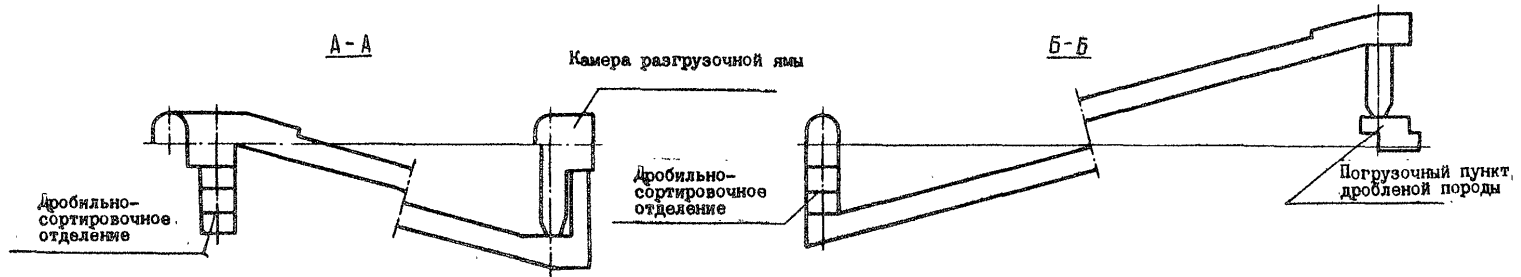 А-А
Камера разгрузочной ямы
Дробильно-
сортировочное
отделение
Б-Б
Дробильно-
сортировочное
отделение
Погрузочный пункт
дробленой породы